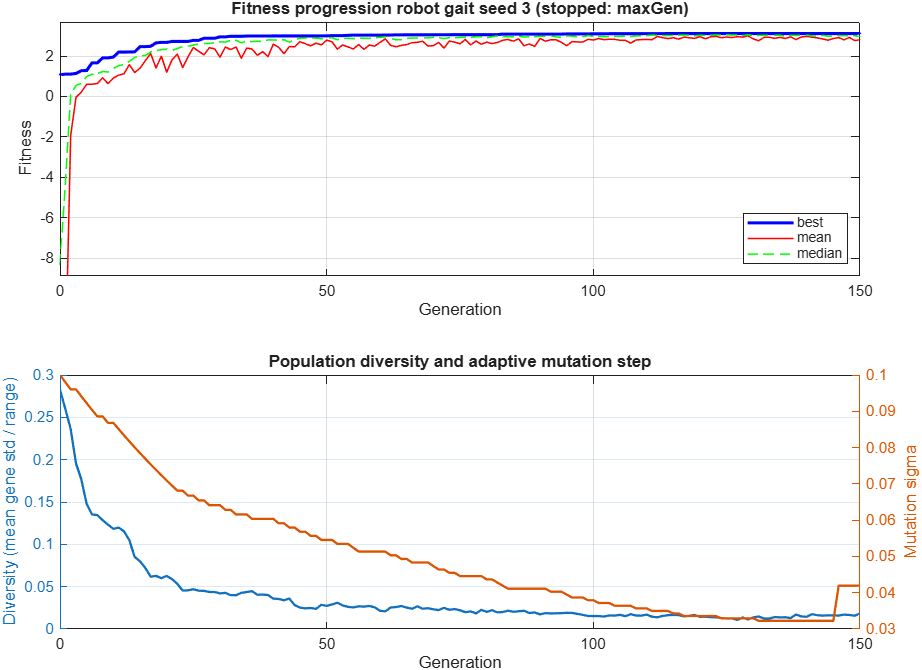 Fitness progression robot gait seed 3 (stopped: maxGen)
2
0
-2
-4
-6
-8
Fitness
best
mean
median
0 50 100 150
Generation
Population diversity and adaptive mutation step
0.3
0.25
0.2
0.15
0.1
0.05
0
Diversity (mean gene std / range)
0.1
0.09
0.08
0.07
0.06
0.05
0.04
0.03
Mutation sigma
0 50 100 150
Generation